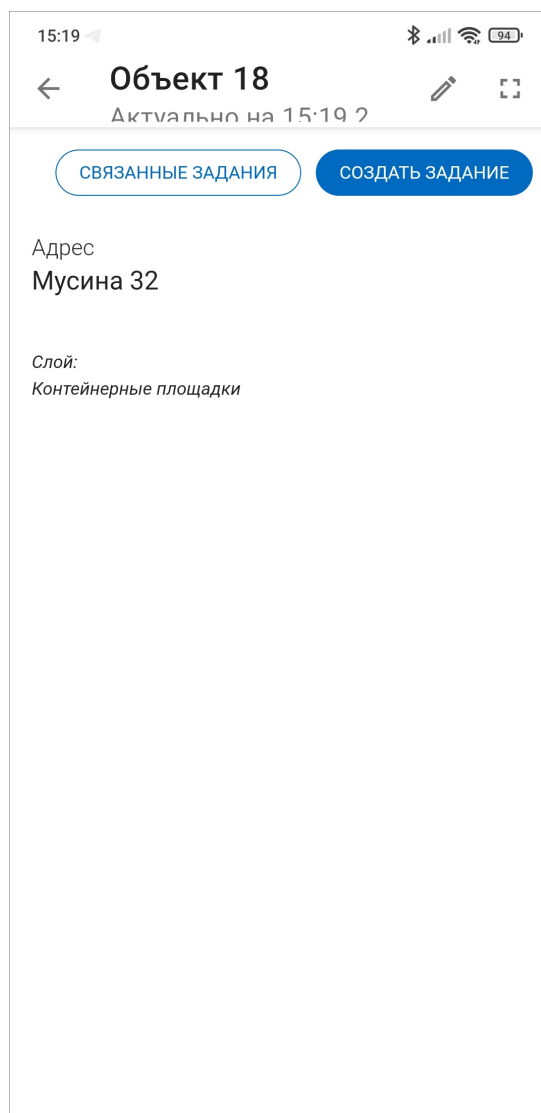 15:19
94
Объект 18
Актуально на 15:19 2
СВЯЗАННЫЕ ЗАДАНИЯ
СОЗДАТЬ ЗАДАНИЕ
Адрес
Мусина 32
Слой:
Контейнерные площадки